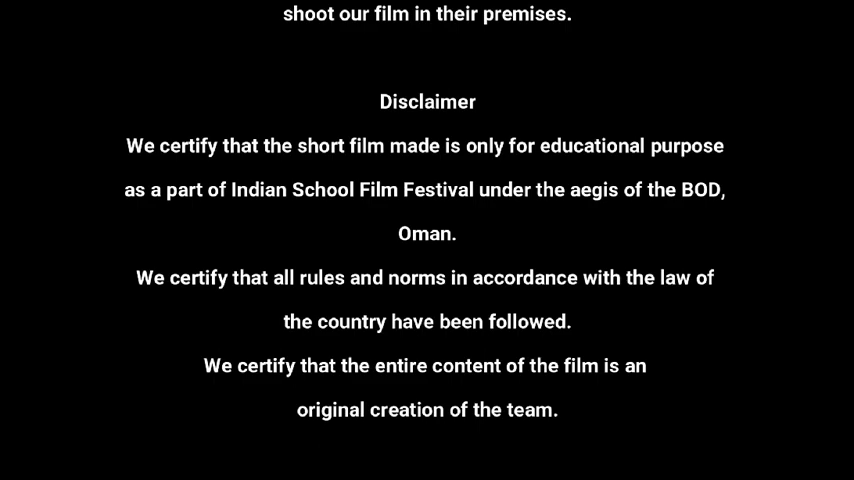 shoot our film in their premises.
Disclaimer
We certify that the short film made is only for educational purpose
as a part of Indian School Film Festival under the aegis of the BOD,
Oman.
We certify that all rules and norms in accordance with the law of
the country have been followed.
We certify that the entire content of the film is an
original creation of the team.